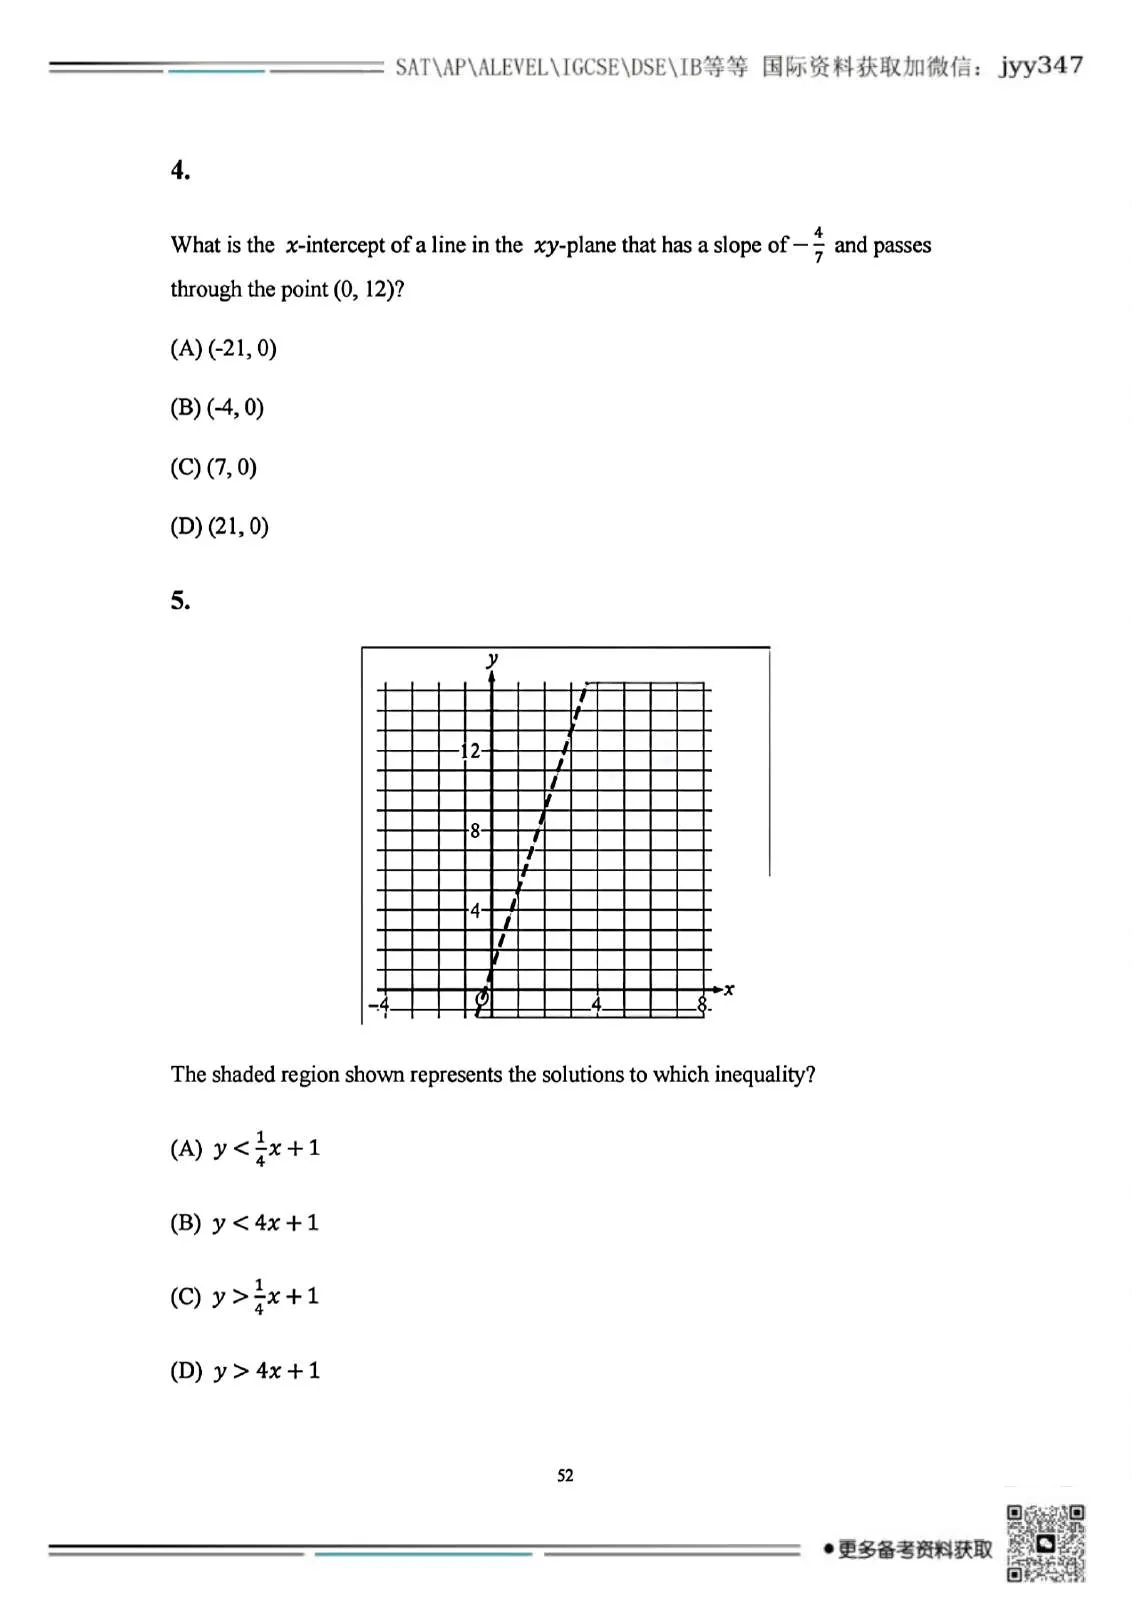 SAT\AP\ALEVEL\IGCSE\DSE\IB等等 国际资料获取加微信：jyy347
4.
What is the x-intercept of a line in the xy-plane that has a slope of −4/7 and passes
through the point (0, 12)?
(A) (-21, 0)
(B) (-4, 0)
(C) (7, 0)
(D) (21, 0)
5.
y
12
8
4
x
−4
O
4
8
The shaded region shown represents the solutions to which inequality?
(A) y < 1/4 x + 1
(B) y < 4x + 1
(C) y > 1/4 x + 1
(D) y > 4x + 1
52
●更多备考资料获取